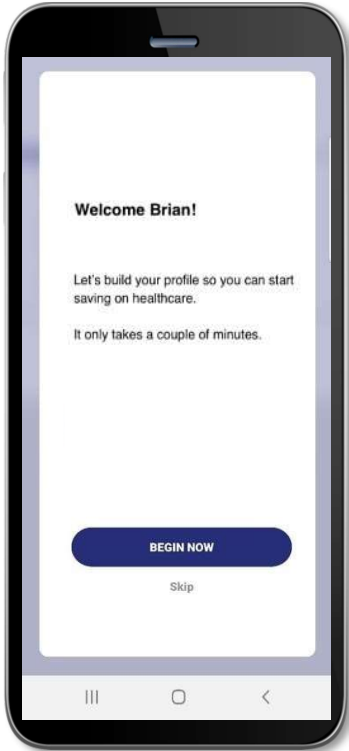 Welcome Brian!
Let's build your profile so you can start
saving on healthcare.
It only takes a couple of minutes.
BEGIN NOW
Skip